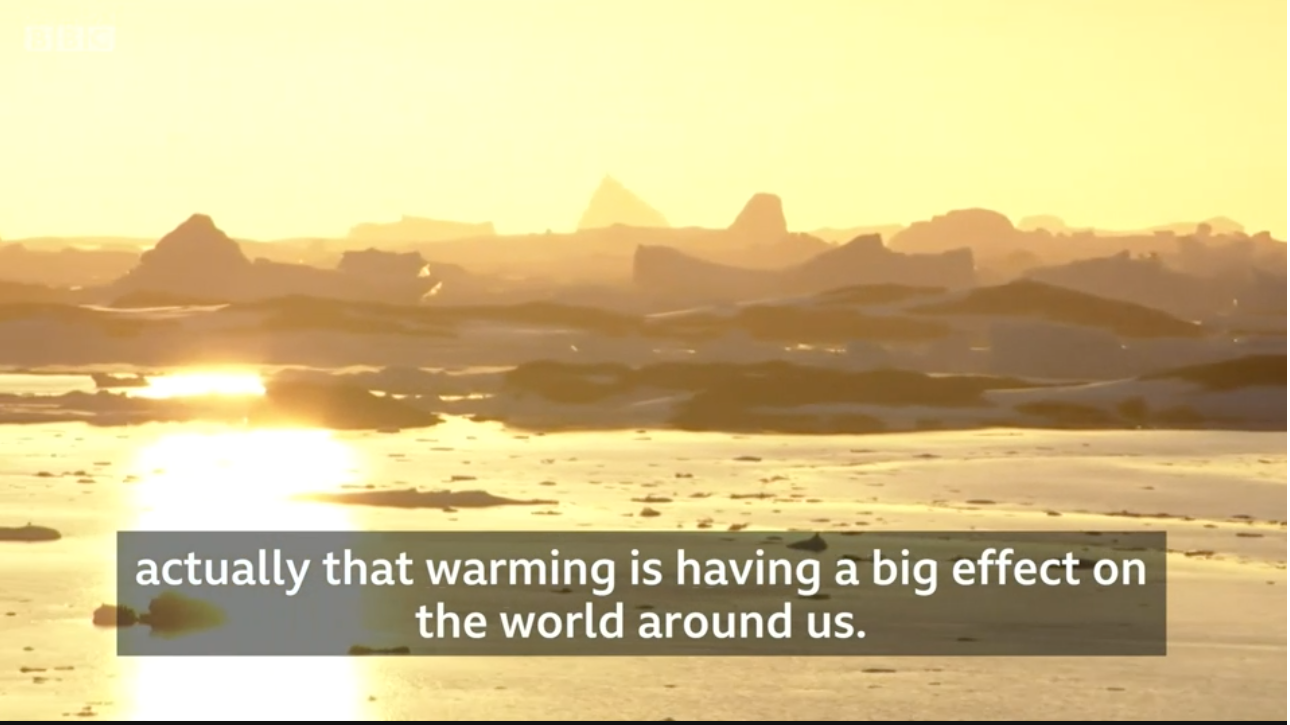 BBC
actually that warming is having a big effect on
the world around us.